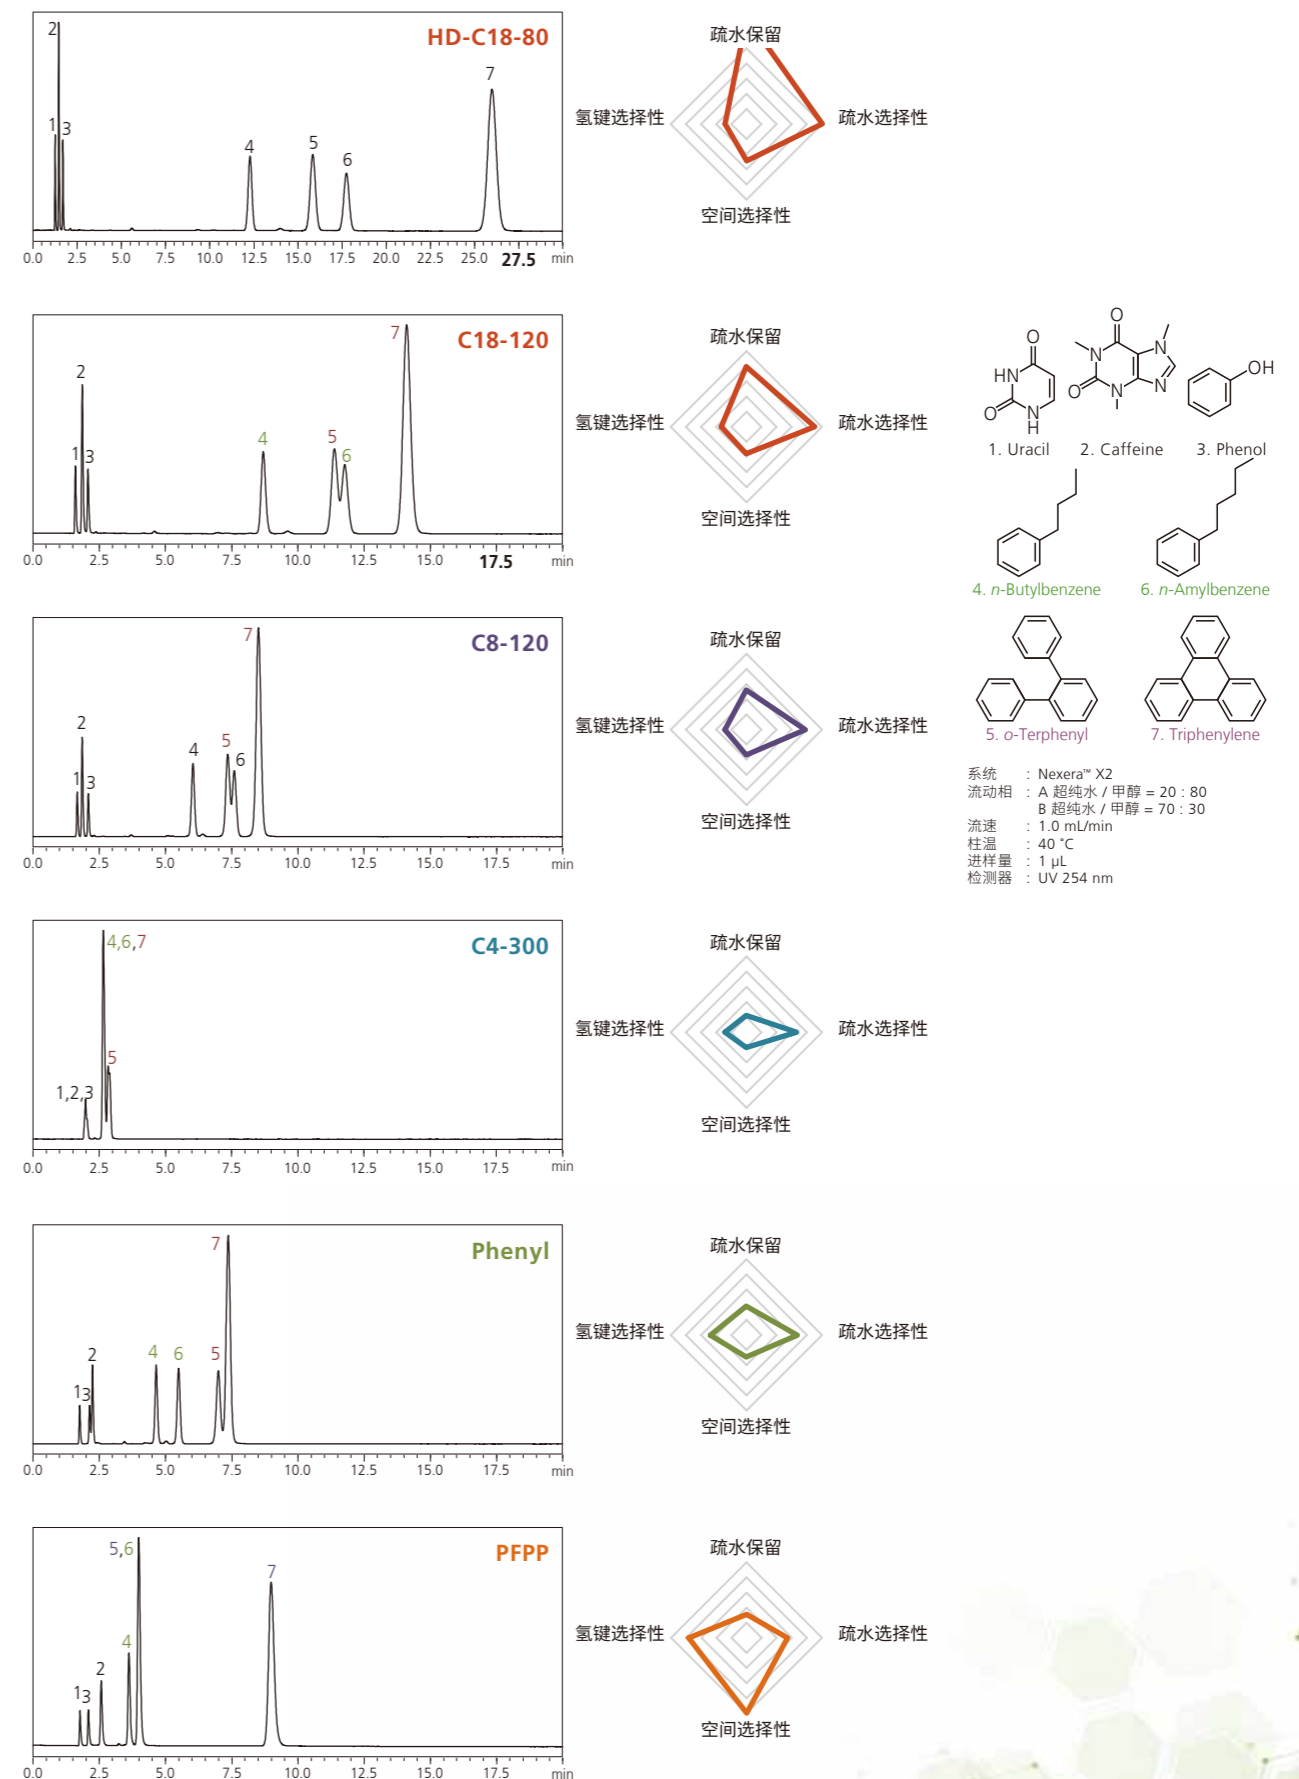 HD-C18-80
2
1
3
4
5
6
7
0.0 2.5 5.0 7.5 10.0 12.5 15.0 17.5 20.0 22.5 25.0 27.5 min
疏水保留
氢键选择性
疏水选择性
空间选择性
C18-120
2
1
3
4
5
6
7
0.0 2.5 5.0 7.5 10.0 12.5 15.0 17.5 min
疏水保留
氢键选择性
疏水选择性
空间选择性
C8-120
2
1
3
4
5
6
7
0.0 2.5 5.0 7.5 10.0 12.5 15.0 17.5 min
疏水保留
氢键选择性
疏水选择性
空间选择性
C4-300
4,6,7
5
1,2,3
0.0 2.5 5.0 7.5 10.0 12.5 15.0 17.5 min
疏水保留
氢键选择性
疏水选择性
空间选择性
Phenyl
1
3
2
4
6
5
7
0.0 2.5 5.0 7.5 10.0 12.5 15.0 17.5 min
疏水保留
氢键选择性
疏水选择性
空间选择性
PFPP
1
3
2
4
5,6
7
0.0 2.5 5.0 7.5 10.0 12.5 15.0 17.5 min
疏水保留
氢键选择性
疏水选择性
空间选择性
O
HN
O
N
H
O
N
N
O
N
N
OH
1. Uracil 2. Caffeine 3. Phenol
4. n-Butylbenzene 6. n-Amylbenzene
5. o-Terphenyl 7. Triphenylene
系统 : Nexera™ X2
流动相 : A 超纯水 / 甲醇 = 20 : 80
B 超纯水 / 甲醇 = 70 : 30
流速 : 1.0 mL/min
柱温 : 40 ˚C
进样量 : 1 µL
检测器 : UV 254 nm